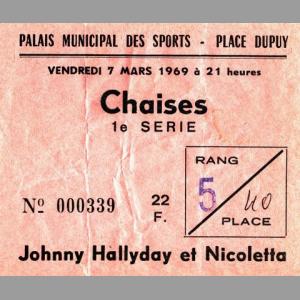 PALAIS MUNICIPAL DES SPORTS - PLACE DUPUY
VENDREDI 7 MARS 1969 à 21 heures
Chaises
1e SERIE
RANG
5
40
PLACE
Nº 000339
22 F.
Johnny Hallyday et Nicoletta